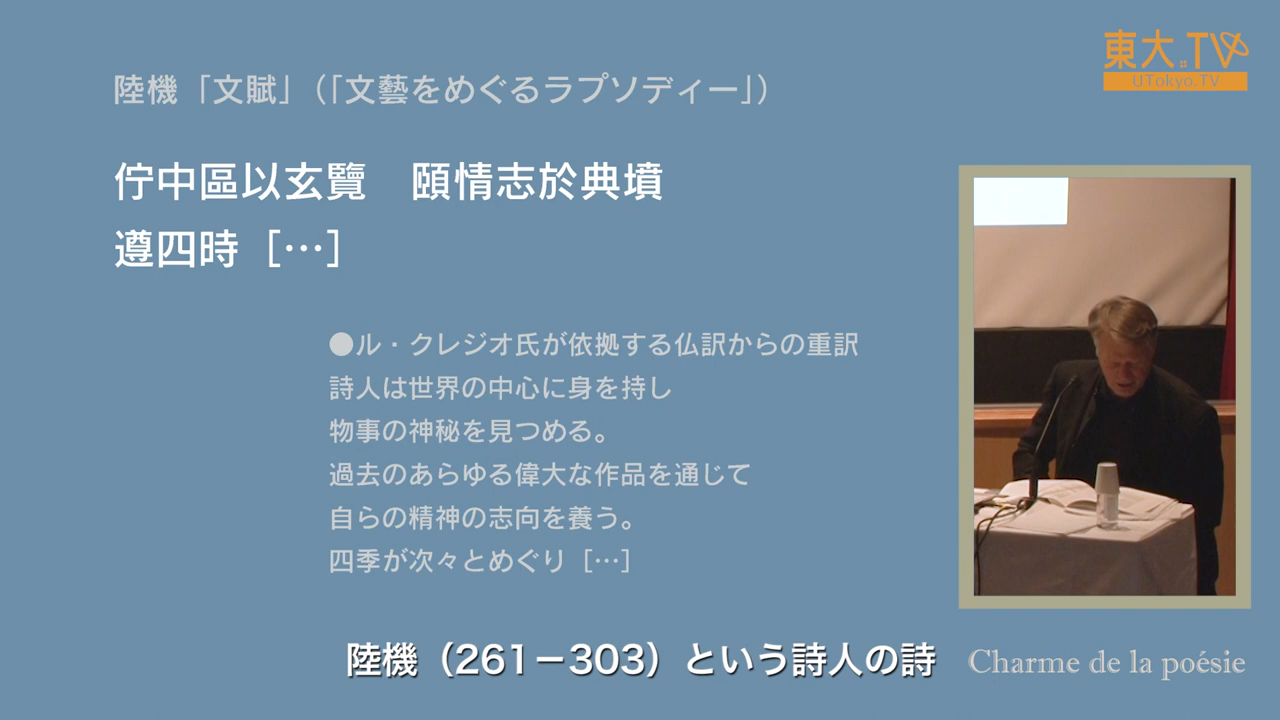 東大TV
UTokyo.TV
陸機「文賦」(「文藝をめぐるラプソディー」)
佇中區以玄覽　頤情志於典墳
遵四時［…］
●ル・クレジオ氏が依拠する仏訳からの重訳
詩人は世界の中心に身を持し
物事の神秘を見つめる。
過去のあらゆる偉大な作品を通じて
自らの精神の志向を養う。
四季が次々とめぐり［…］
陸機（261－303）という詩人の詩
Charme de la poésie